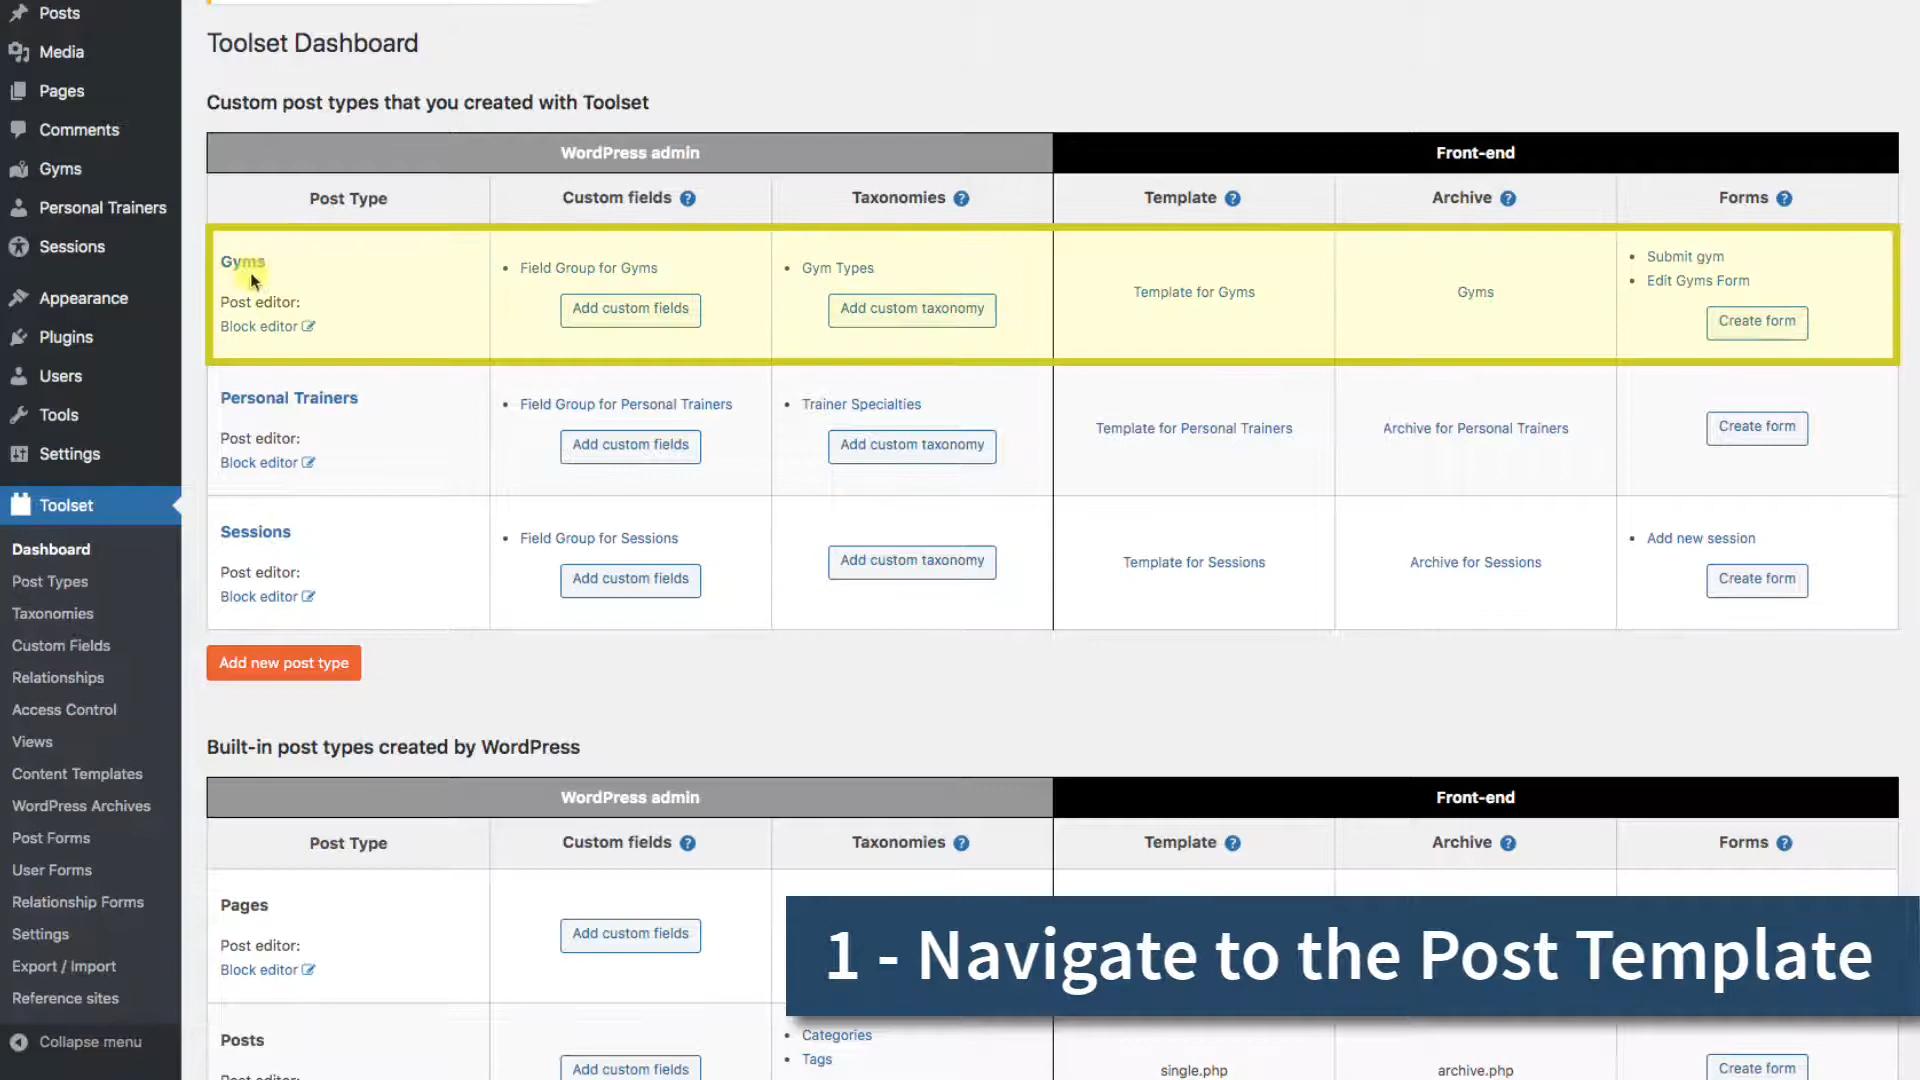 Posts
Media
Pages
Comments
Gyms
Personal Trainers
Sessions
Appearance
Plugins
Users
Tools
Settings
Toolset
Dashboard
Post Types
Taxonomies
Custom Fields
Relationships
Access Control
Views
Content Templates
WordPress Archives
Post Forms
User Forms
Relationship Forms
Settings
Export / Import
Reference sites
Collapse menu
Toolset Dashboard
Custom post types that you created with Toolset
WordPress admin Front-end
Post Type Custom fields ? Taxonomies ? Template ? Archive ? Forms ?
Gyms
Post editor:
Block editor
Field Group for Gyms
Add custom fields
Gym Types
Add custom taxonomy
Template for Gyms
Gyms
Submit gym
Edit Gyms Form
Create form
Personal Trainers
Post editor:
Block editor
Field Group for Personal Trainers
Add custom fields
Trainer Specialties
Add custom taxonomy
Template for Personal Trainers
Archive for Personal Trainers
Create form
Sessions
Post editor:
Block editor
Field Group for Sessions
Add custom fields
Add custom taxonomy
Template for Sessions
Archive for Sessions
Add new session
Create form
Add new post type
Built-in post types created by WordPress
WordPress admin Front-end
Post Type Custom fields ? Taxonomies ? Template ? Archive ? Forms ?
Pages
Post editor:
Block editor
Add custom fields
1 - Navigate to the Post Template
Posts
Post editor:
Add custom fields
Categories
Tags
single.php
archive.php
Create form